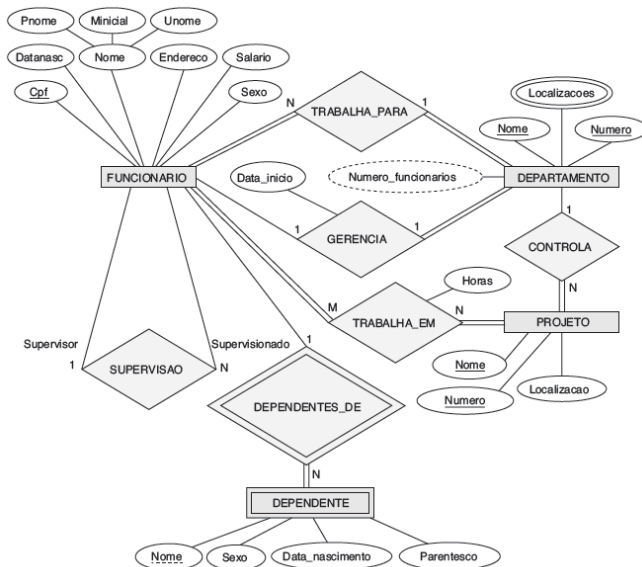 Pnome Minicial Unome
Datanasc Nome Endereco Salario
Cpf Sexo
N TRABALHA_PARA 1
Localizacoes
Nome Numero
FUNCIONARIO Data_inicio Numero_funcionarios DEPARTAMENTO
1 GERENCIA 1
1
CONTROLA
N
Horas
M TRABALHA_EM N PROJETO
Supervisor Supervisionado
1 SUPERVISAO N
1
Nome
Numero Localizacao
DEPENDENTES_DE
N
DEPENDENTE
Nome Sexo Data_nascimento Parentesco